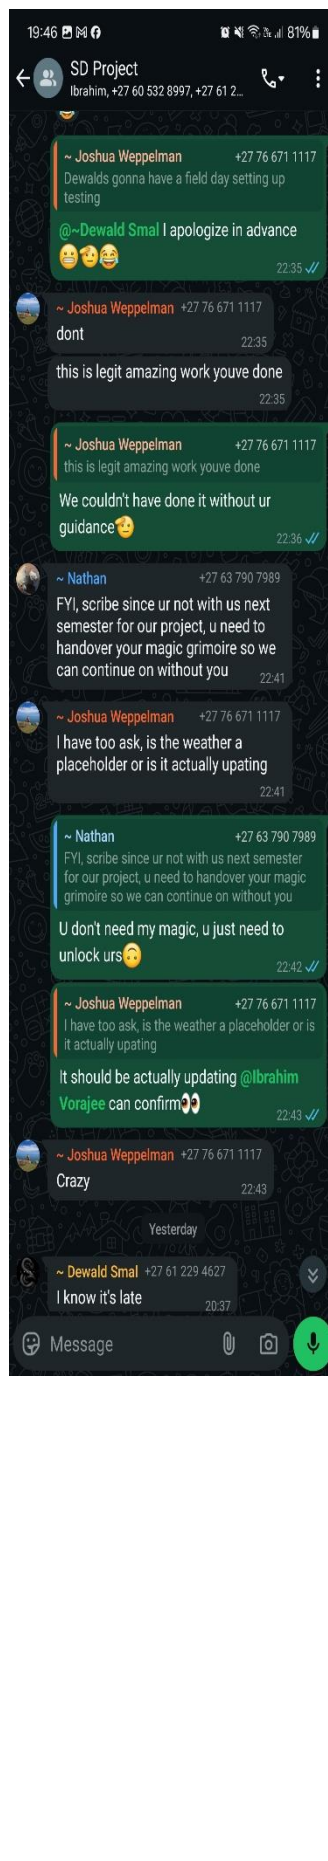 19:46
81%
SD Project
Ibrahim, +27 60 532 8997, +27 61 2...
~ Joshua Weppelman +27 76 671 1117
Dewalds gonna have a field day setting up
testing
@~Dewald Smal I apologize in advance
😬🫡😂
22:35
~ Joshua Weppelman +27 76 671 1117
dont
22:35
this is legit amazing work youve done
22:35
~ Joshua Weppelman +27 76 671 1117
this is legit amazing work youve done
We couldn't have done it without ur
guidance🫡
22:36
~ Nathan +27 63 790 7989
FYI, scribe since ur not with us next
semester for our project, u need to
handover your magic grimoire so we
can continue on without you
22:41
~ Joshua Weppelman +27 76 671 1117
I have too ask, is the weather a
placeholder or is it actually upating
22:41
~ Nathan +27 63 790 7989
FYI, scribe since ur not with us next semester
for our project, u need to handover your magic
grimoire so we can continue on without you
U don't need my magic, u just need to
unlock urs🙃
22:42
~ Joshua Weppelman +27 76 671 1117
I have too ask, is the weather a placeholder or is
it actually upating
It should be actually updating @Ibrahim
Vorajee can confirm👀
22:43
~ Joshua Weppelman +27 76 671 1117
Crazy
22:43
Yesterday
~ Dewald Smal +27 61 229 4627
I know it's late
20:37
Message